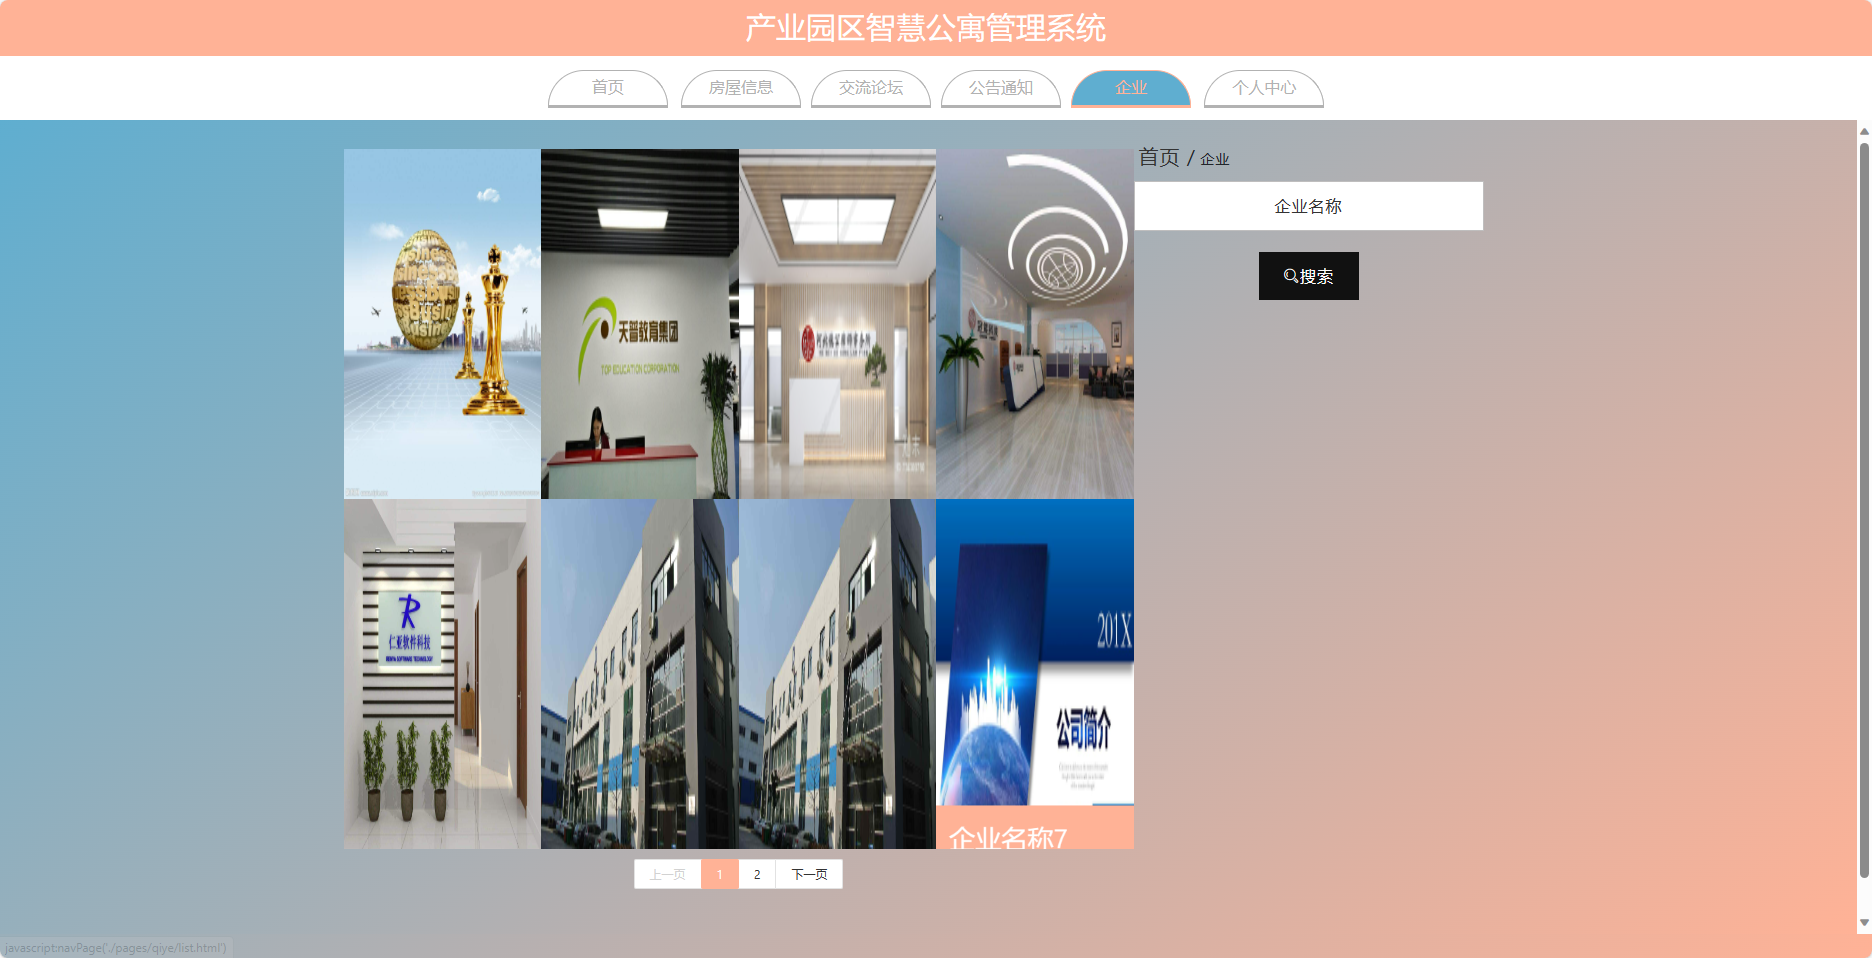 产业园区智慧公寓管理系统
首页
房屋信息
交流论坛
公告通知
企业
个人中心
首页 / 企业
企业名称
搜索
天普教育集团
TOP EDUCATION CORPORATION
仁亚软件科技
201X
公司简介
企业名称7
上一页
1
2
下一页
javascript:navPage('./pages/qiye/list.html')